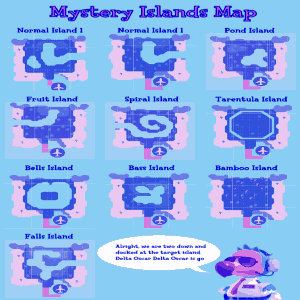 Mystery Islands Map
Normal Island 1
Normal Island 1
Pond Island
Fruit Island
Spiral Island
Tarentula Island
Bells Island
Bass Island
Bamboo Island
Falls Island
Alright, we are two down and
docked at the target island
Delta Oscar Delta Oscar is go